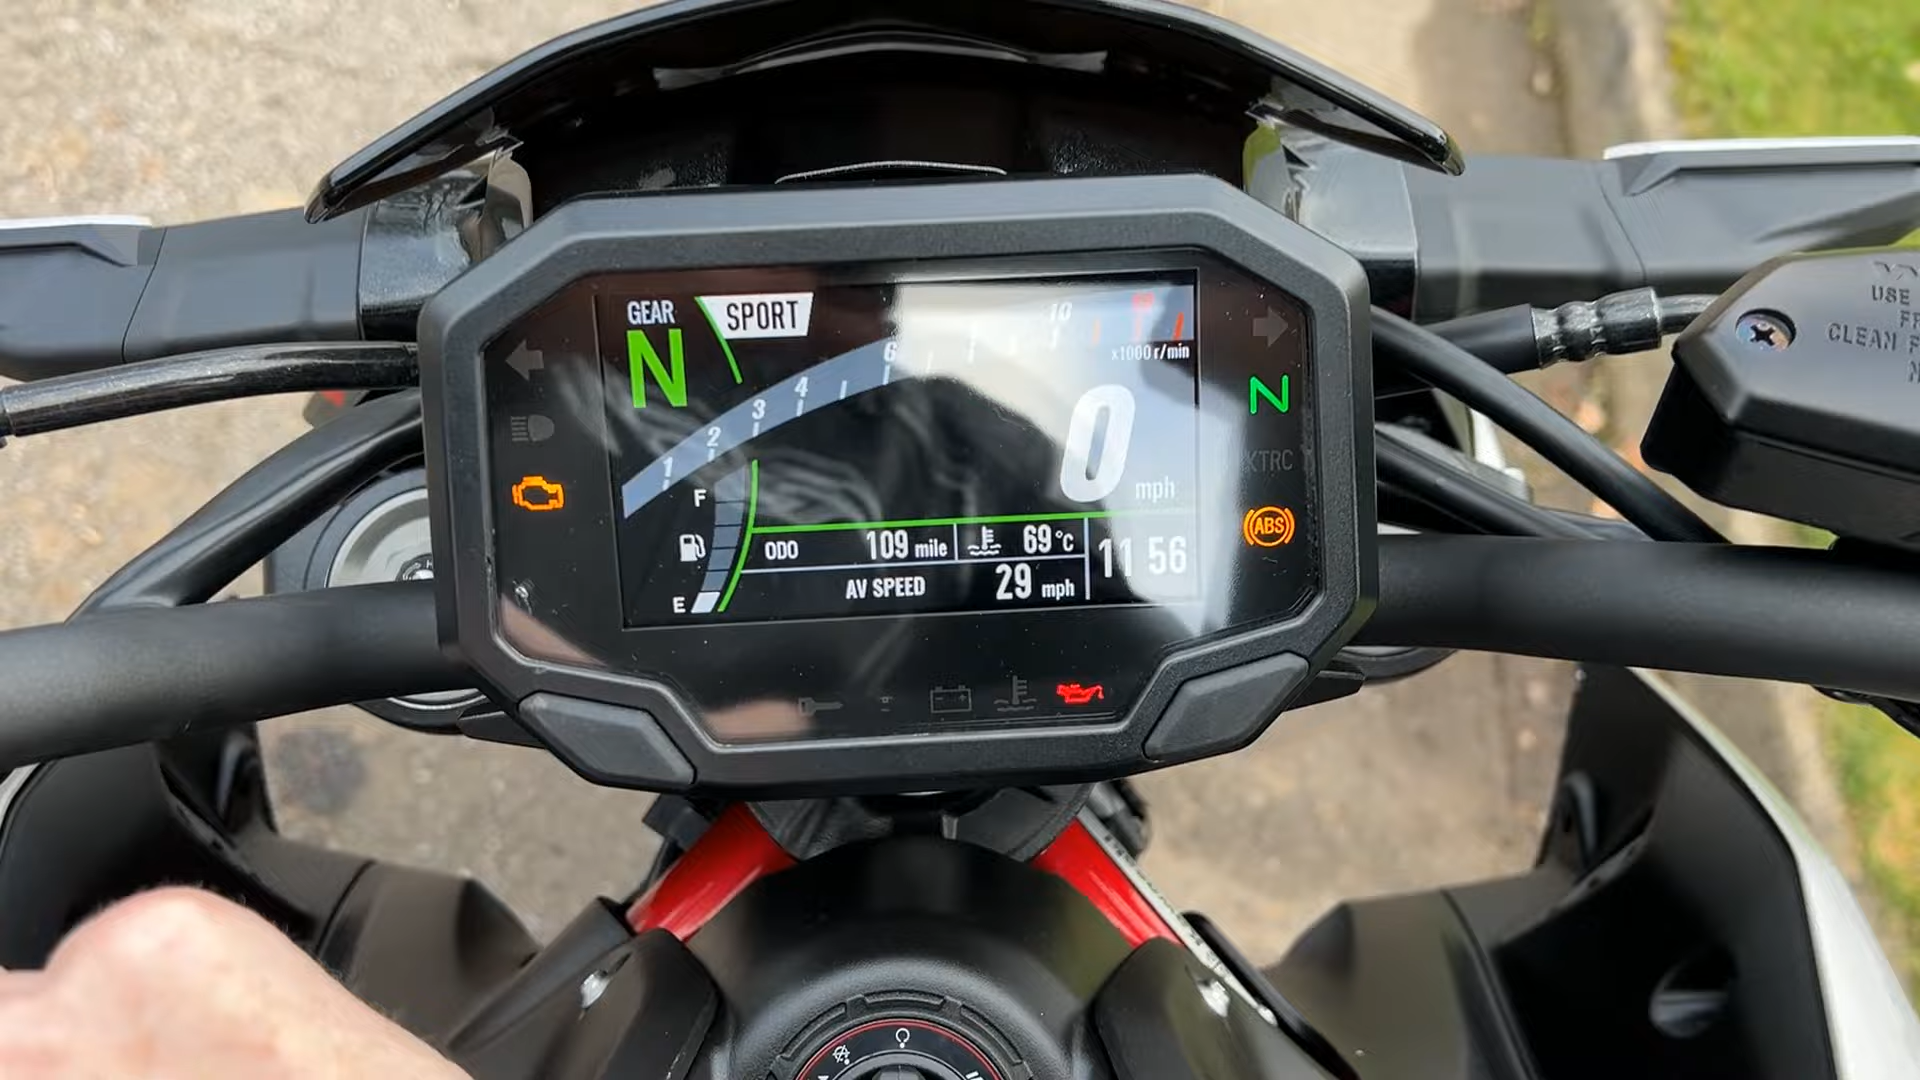 GEAR
N
SPORT
1
2
3
4
6
10
x1000 r/min
0
mph
F
E
ODO 109 mile
69 °C
AV SPEED 29 mph
11 56
N
KTRC
ABS
USE
CLEAN